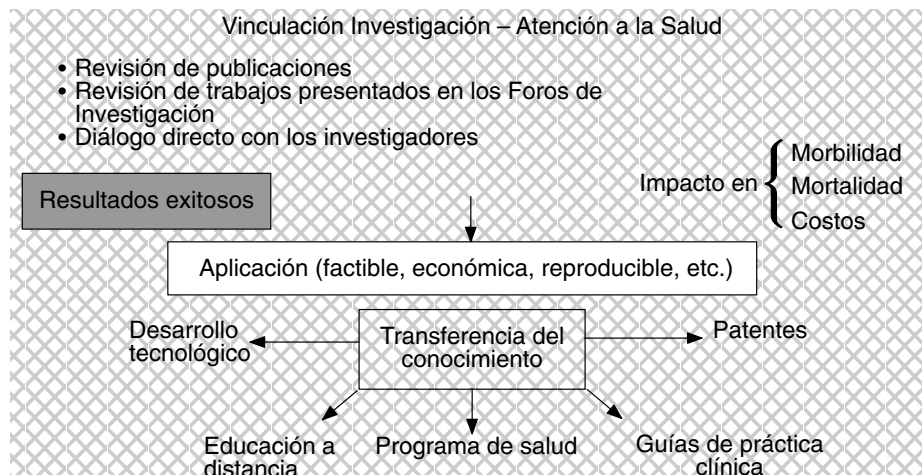 Vinculación Investigación – Atención a la Salud
• Revisión de publicaciones
• Revisión de trabajos presentados en los Foros de
Investigación
• Diálogo directo con los investigadores
Resultados exitosos
Impacto en
Morbilidad
Mortalidad
Costos
Aplicación (factible, económica, reproducible, etc.)
Desarrollo
tecnológico
Transferencia del
conocimiento
Patentes
Educación a
distancia
Programa de salud
Guías de práctica
clínica